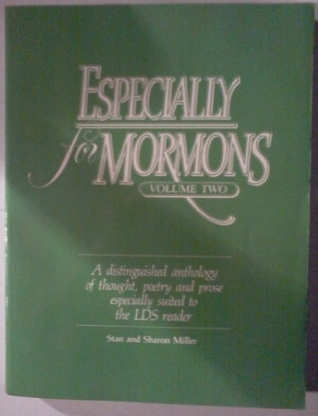 ESPECIALLY
for MORMONS
VOLUME TWO
A distinguished anthology
of thought, poetry and prose
especially suited to
the LDS reader
Stan and Sharon Miller